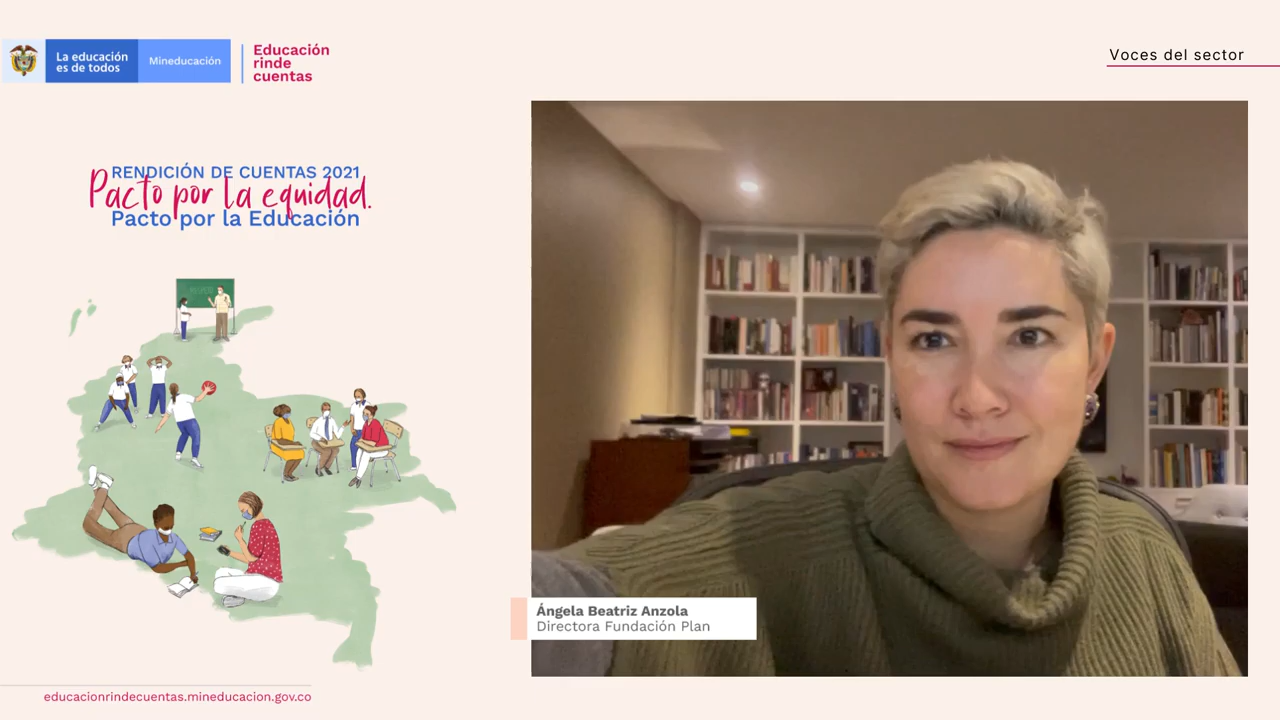 La educación
es de todos
Mineducación
Educación
rinde
cuentas
Voces del sector
RENDICIÓN DE CUENTAS 2021
Pacto por la equidad.
Pacto por la Educación
Ángela Beatriz Anzola
Directora Fundación Plan
educacionrindecuentas.mineducacion.gov.co